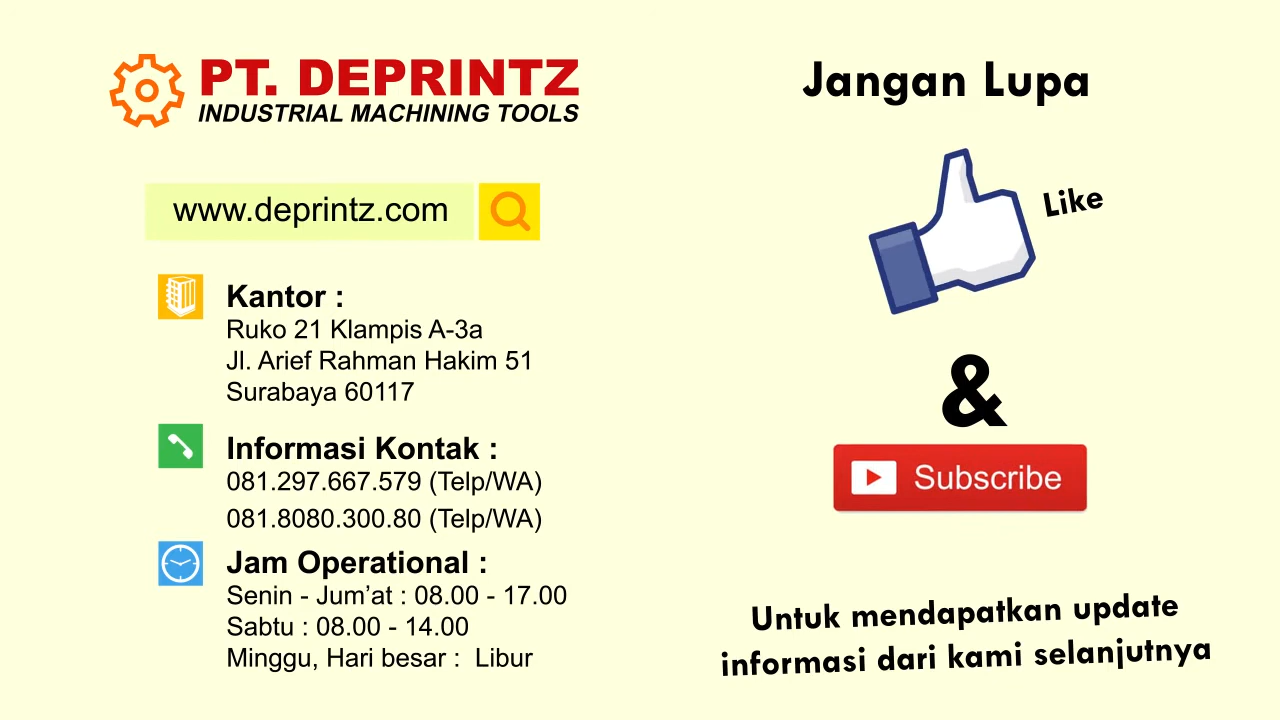 PT. DEPRINTZ
INDUSTRIAL MACHINING TOOLS
www.deprintz.com
Kantor :
Ruko 21 Klampis A-3a
Jl. Arief Rahman Hakim 51
Surabaya 60117
Informasi Kontak :
081.297.667.579 (Telp/WA)
081.8080.300.80 (Telp/WA)
Jam Operational :
Senin - Jum’at : 08.00 - 17.00
Sabtu : 08.00 - 14.00
Minggu, Hari besar : Libur
Jangan Lupa
Like
&
Subscribe
Untuk mendapatkan update
informasi dari kami selanjutnya